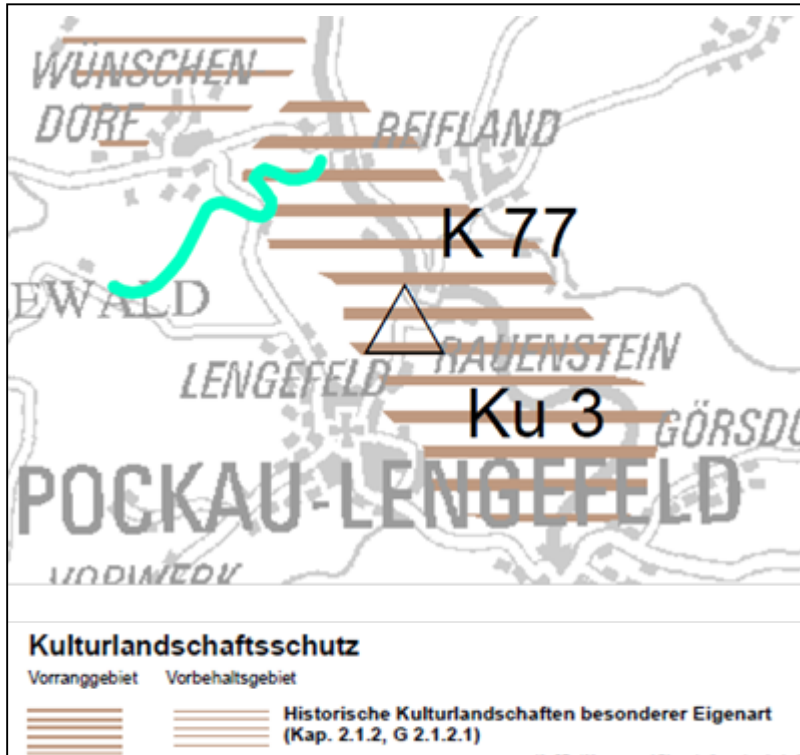 WÜNSCHEN
DORF
REIFLAND
K 77
EWALD
RAUENSTEIN
LENGEFELD
Ku 3
GÖRSDO
POCKAU-LENGEFELD
VORWERK
Kulturlandschaftsschutz
Vorranggebiet Vorbehaltsgebiet
Historische Kulturlandschaften besonderer Eigenart
(Kap. 2.1.2, G 2.1.2.1)